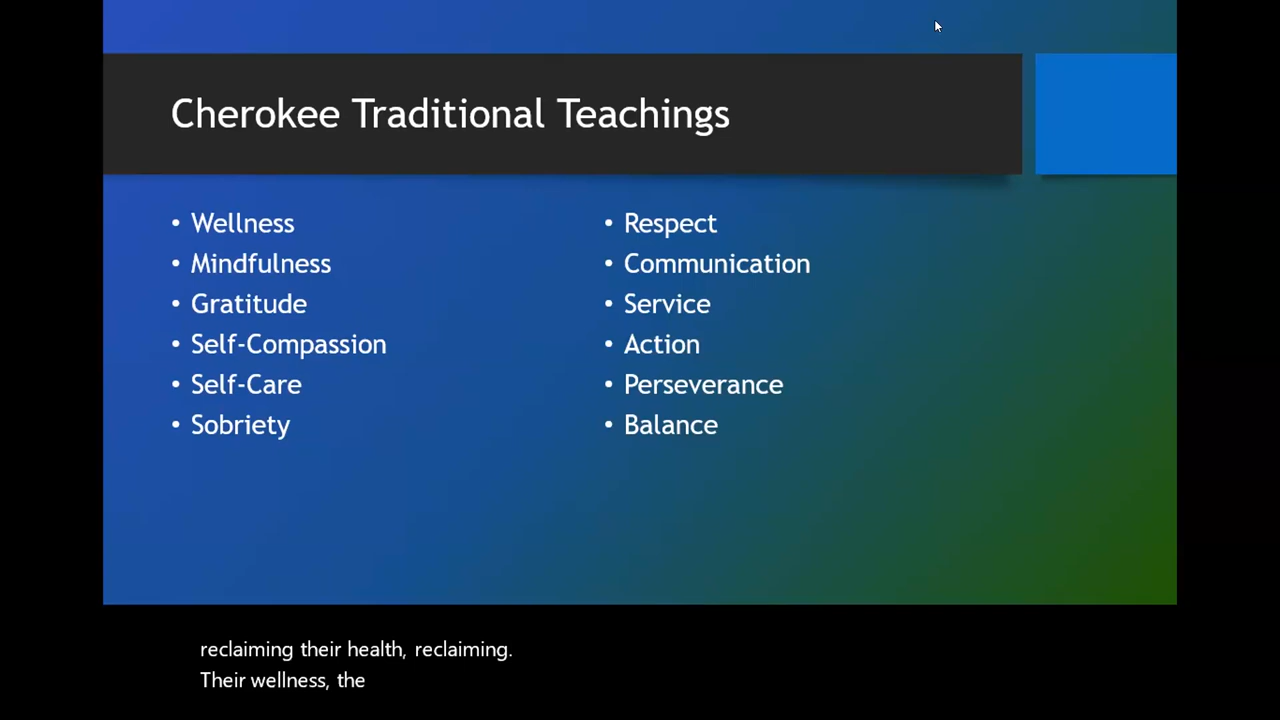 Cherokee Traditional Teachings
• Wellness
• Mindfulness
• Gratitude
• Self-Compassion
• Self-Care
• Sobriety
• Respect
• Communication
• Service
• Action
• Perseverance
• Balance
reclaiming their health, reclaiming.
Their wellness, the